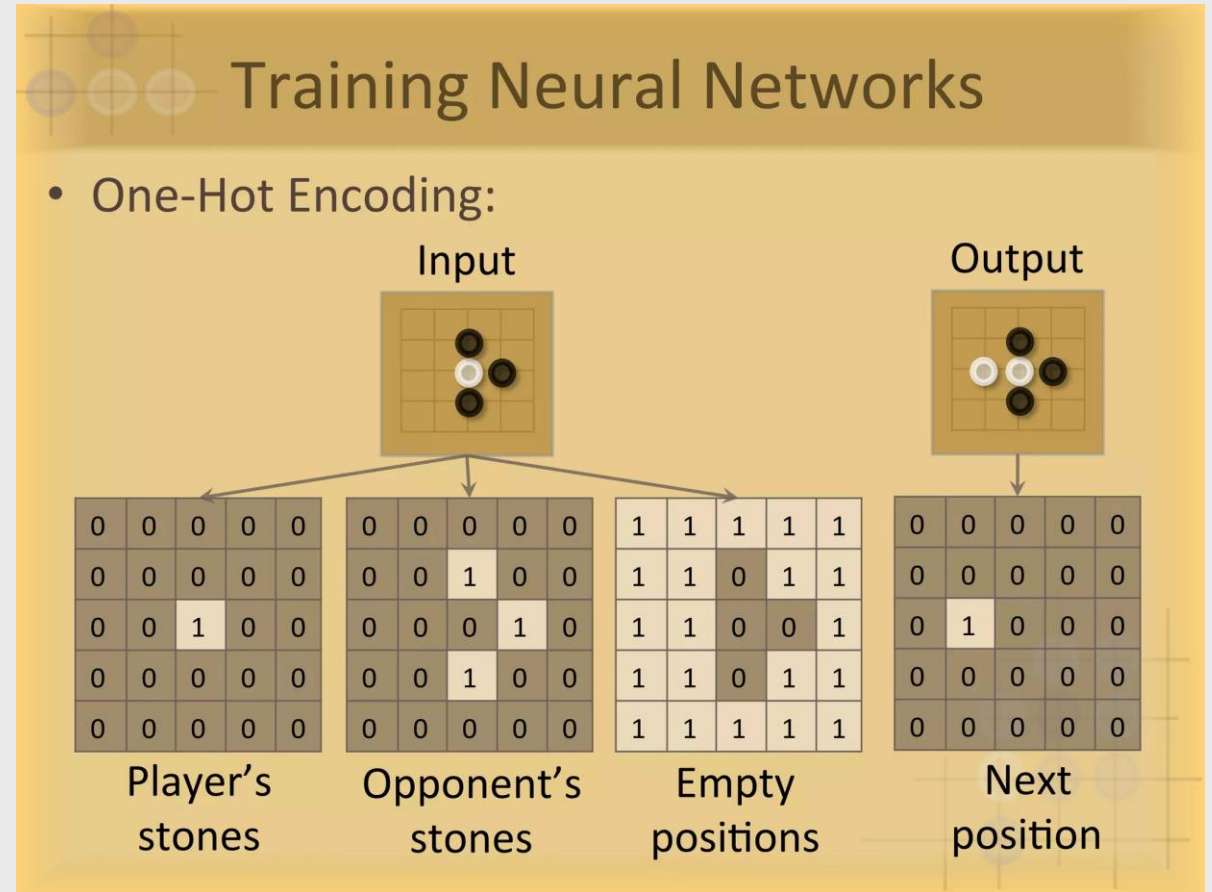 Training Neural Networks
• One-Hot Encoding:
Input
Output
0 0 0 0 0
0 0 0 0 0
0 0 1 0 0
0 0 0 0 0
0 0 0 0 0
Player's
stones
0 0 0 0 0
0 0 1 0 0
0 0 0 1 0
0 0 1 0 0
0 0 0 0 0
Opponent's
stones
1 1 1 1 1
1 1 0 1 1
1 1 0 0 1
1 1 0 1 1
1 1 1 1 1
Empty
positions
0 0 0 0 0
0 0 0 0 0
0 1 0 0 0
0 0 0 0 0
0 0 0 0 0
Next
position